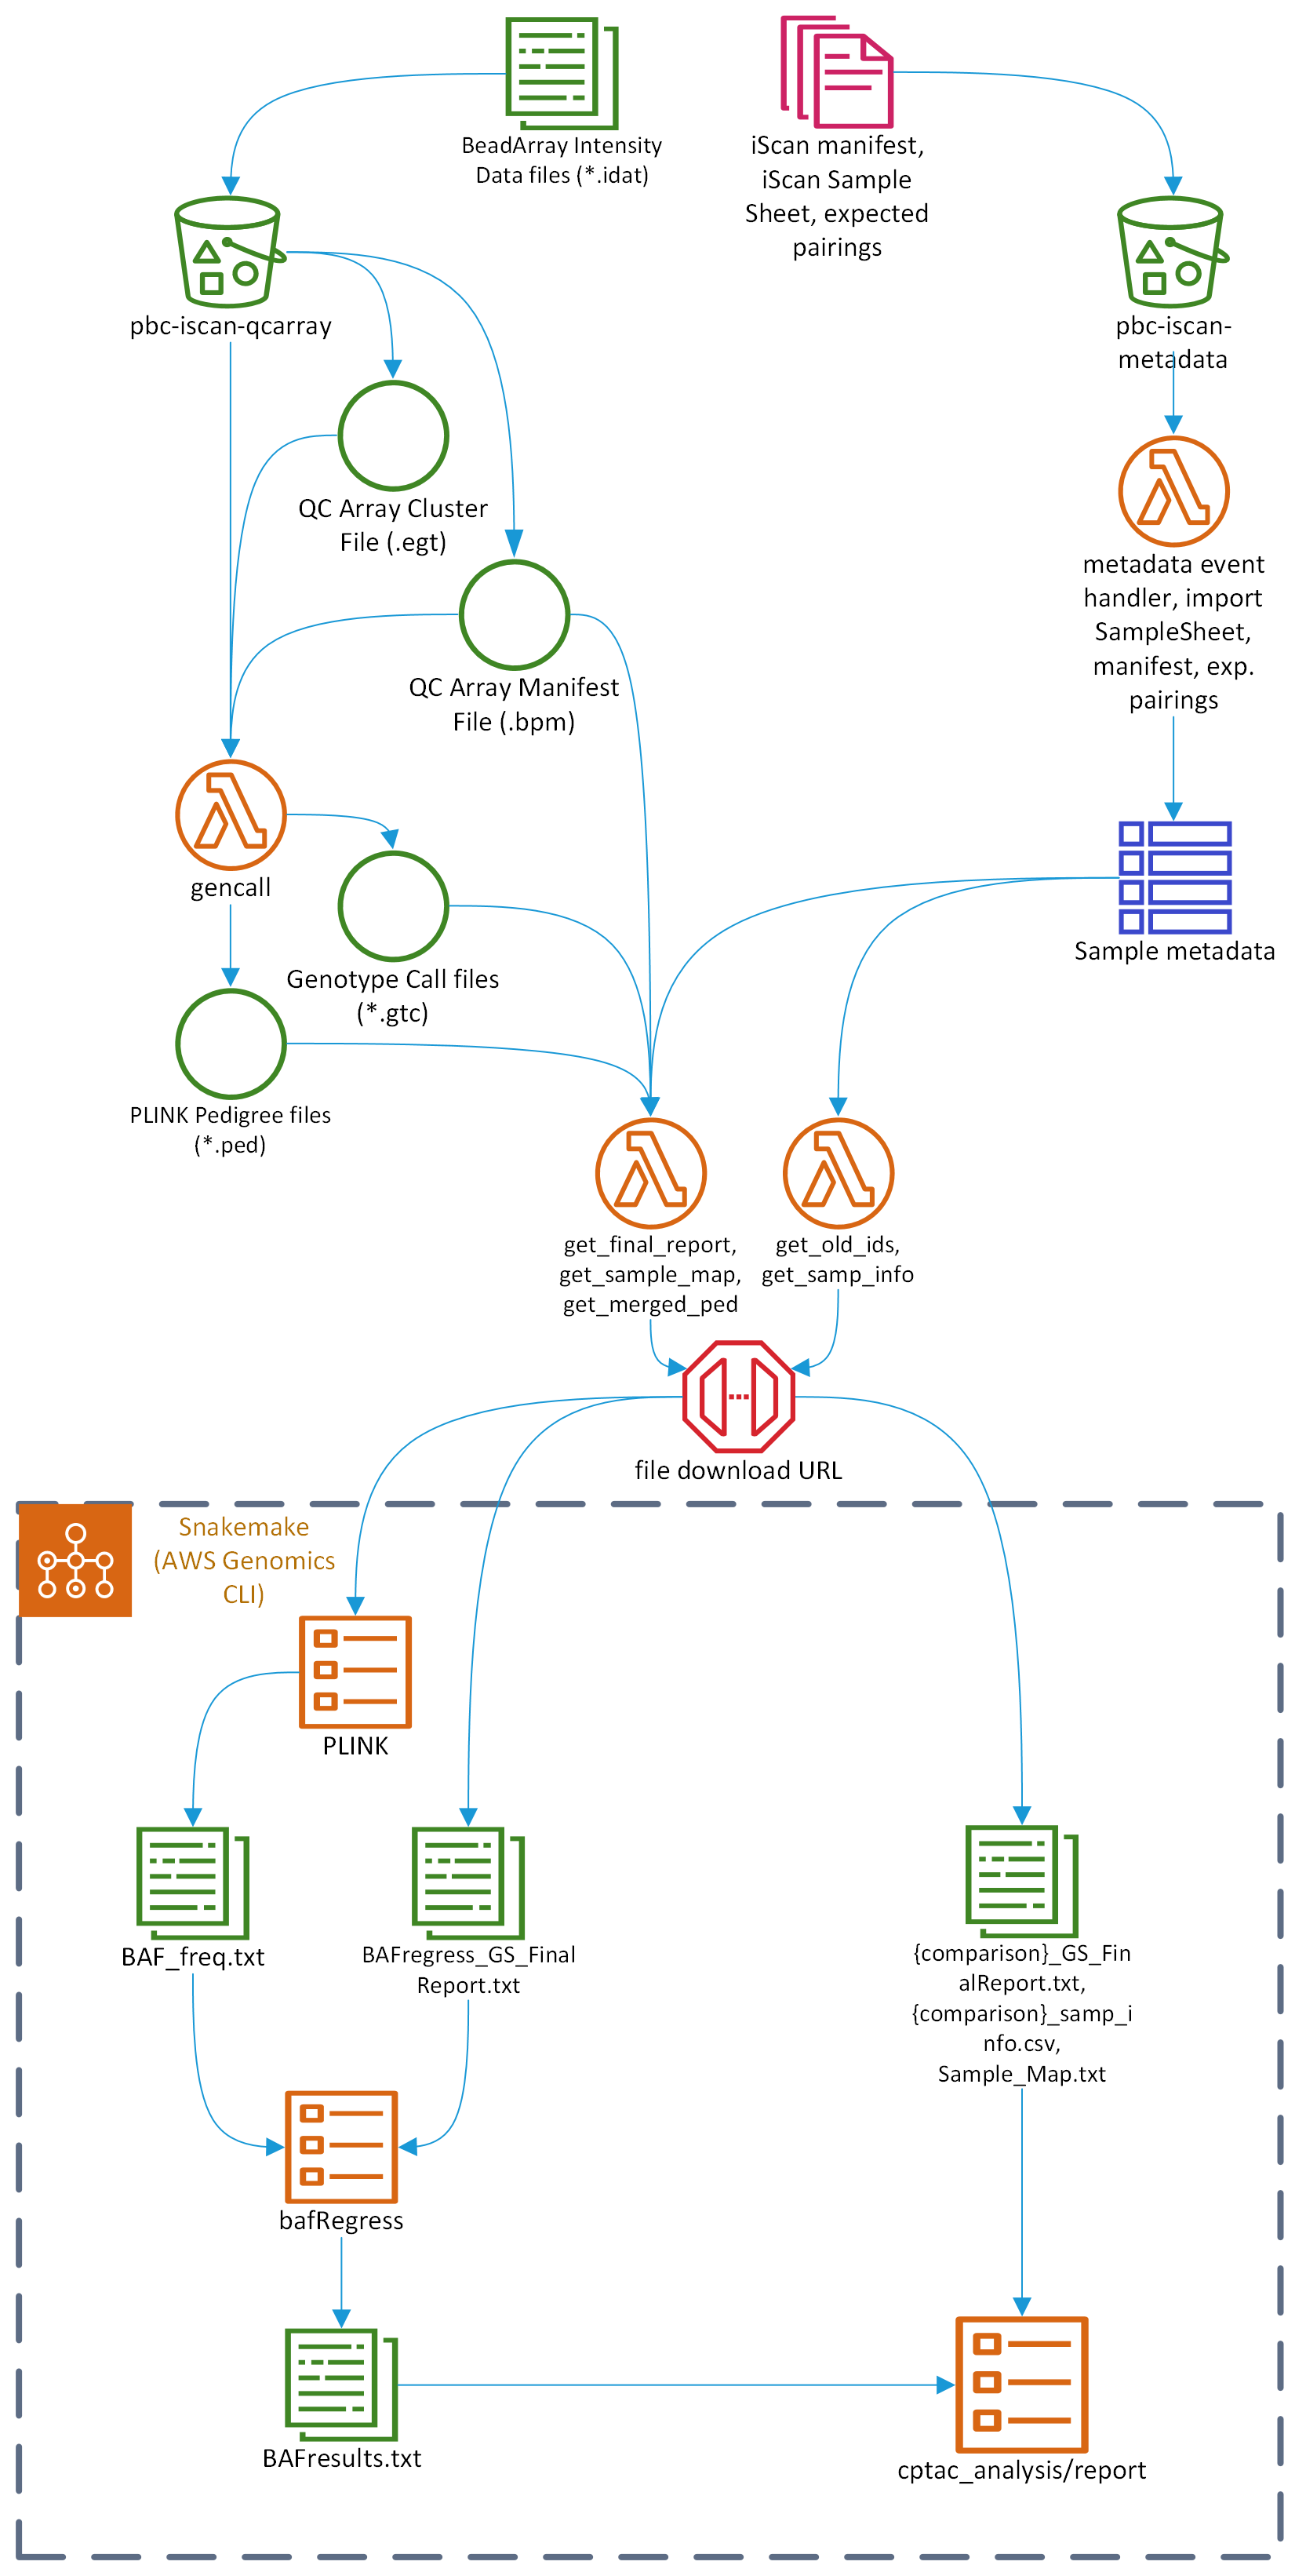 BeadArray Intensity
Data files (*.idat)
iScan manifest,
iScan Sample
Sheet, expected
pairings
pbc-iscan-qcarray
pbc-iscan-
metadata
QC Array Cluster
File (.egt)
metadata event
handler, import
SampleSheet,
manifest, exp.
pairings
QC Array Manifest
File (.bpm)
gencall
Sample metadata
Genotype Call files
(*.gtc)
PLINK Pedigree files
(*.ped)
get_final_report,
get_sample_map,
get_merged_ped
get_old_ids,
get_samp_info
file download URL
Snakemake
(AWS Genomics
CLI)
PLINK
BAF_freq.txt
BAFregress_GS_Final
Report.txt
{comparison}_GS_Fin
alReport.txt,
{comparison}_samp_i
nfo.csv,
Sample_Map.txt
bafRegress
BAFresults.txt
cptac_analysis/report